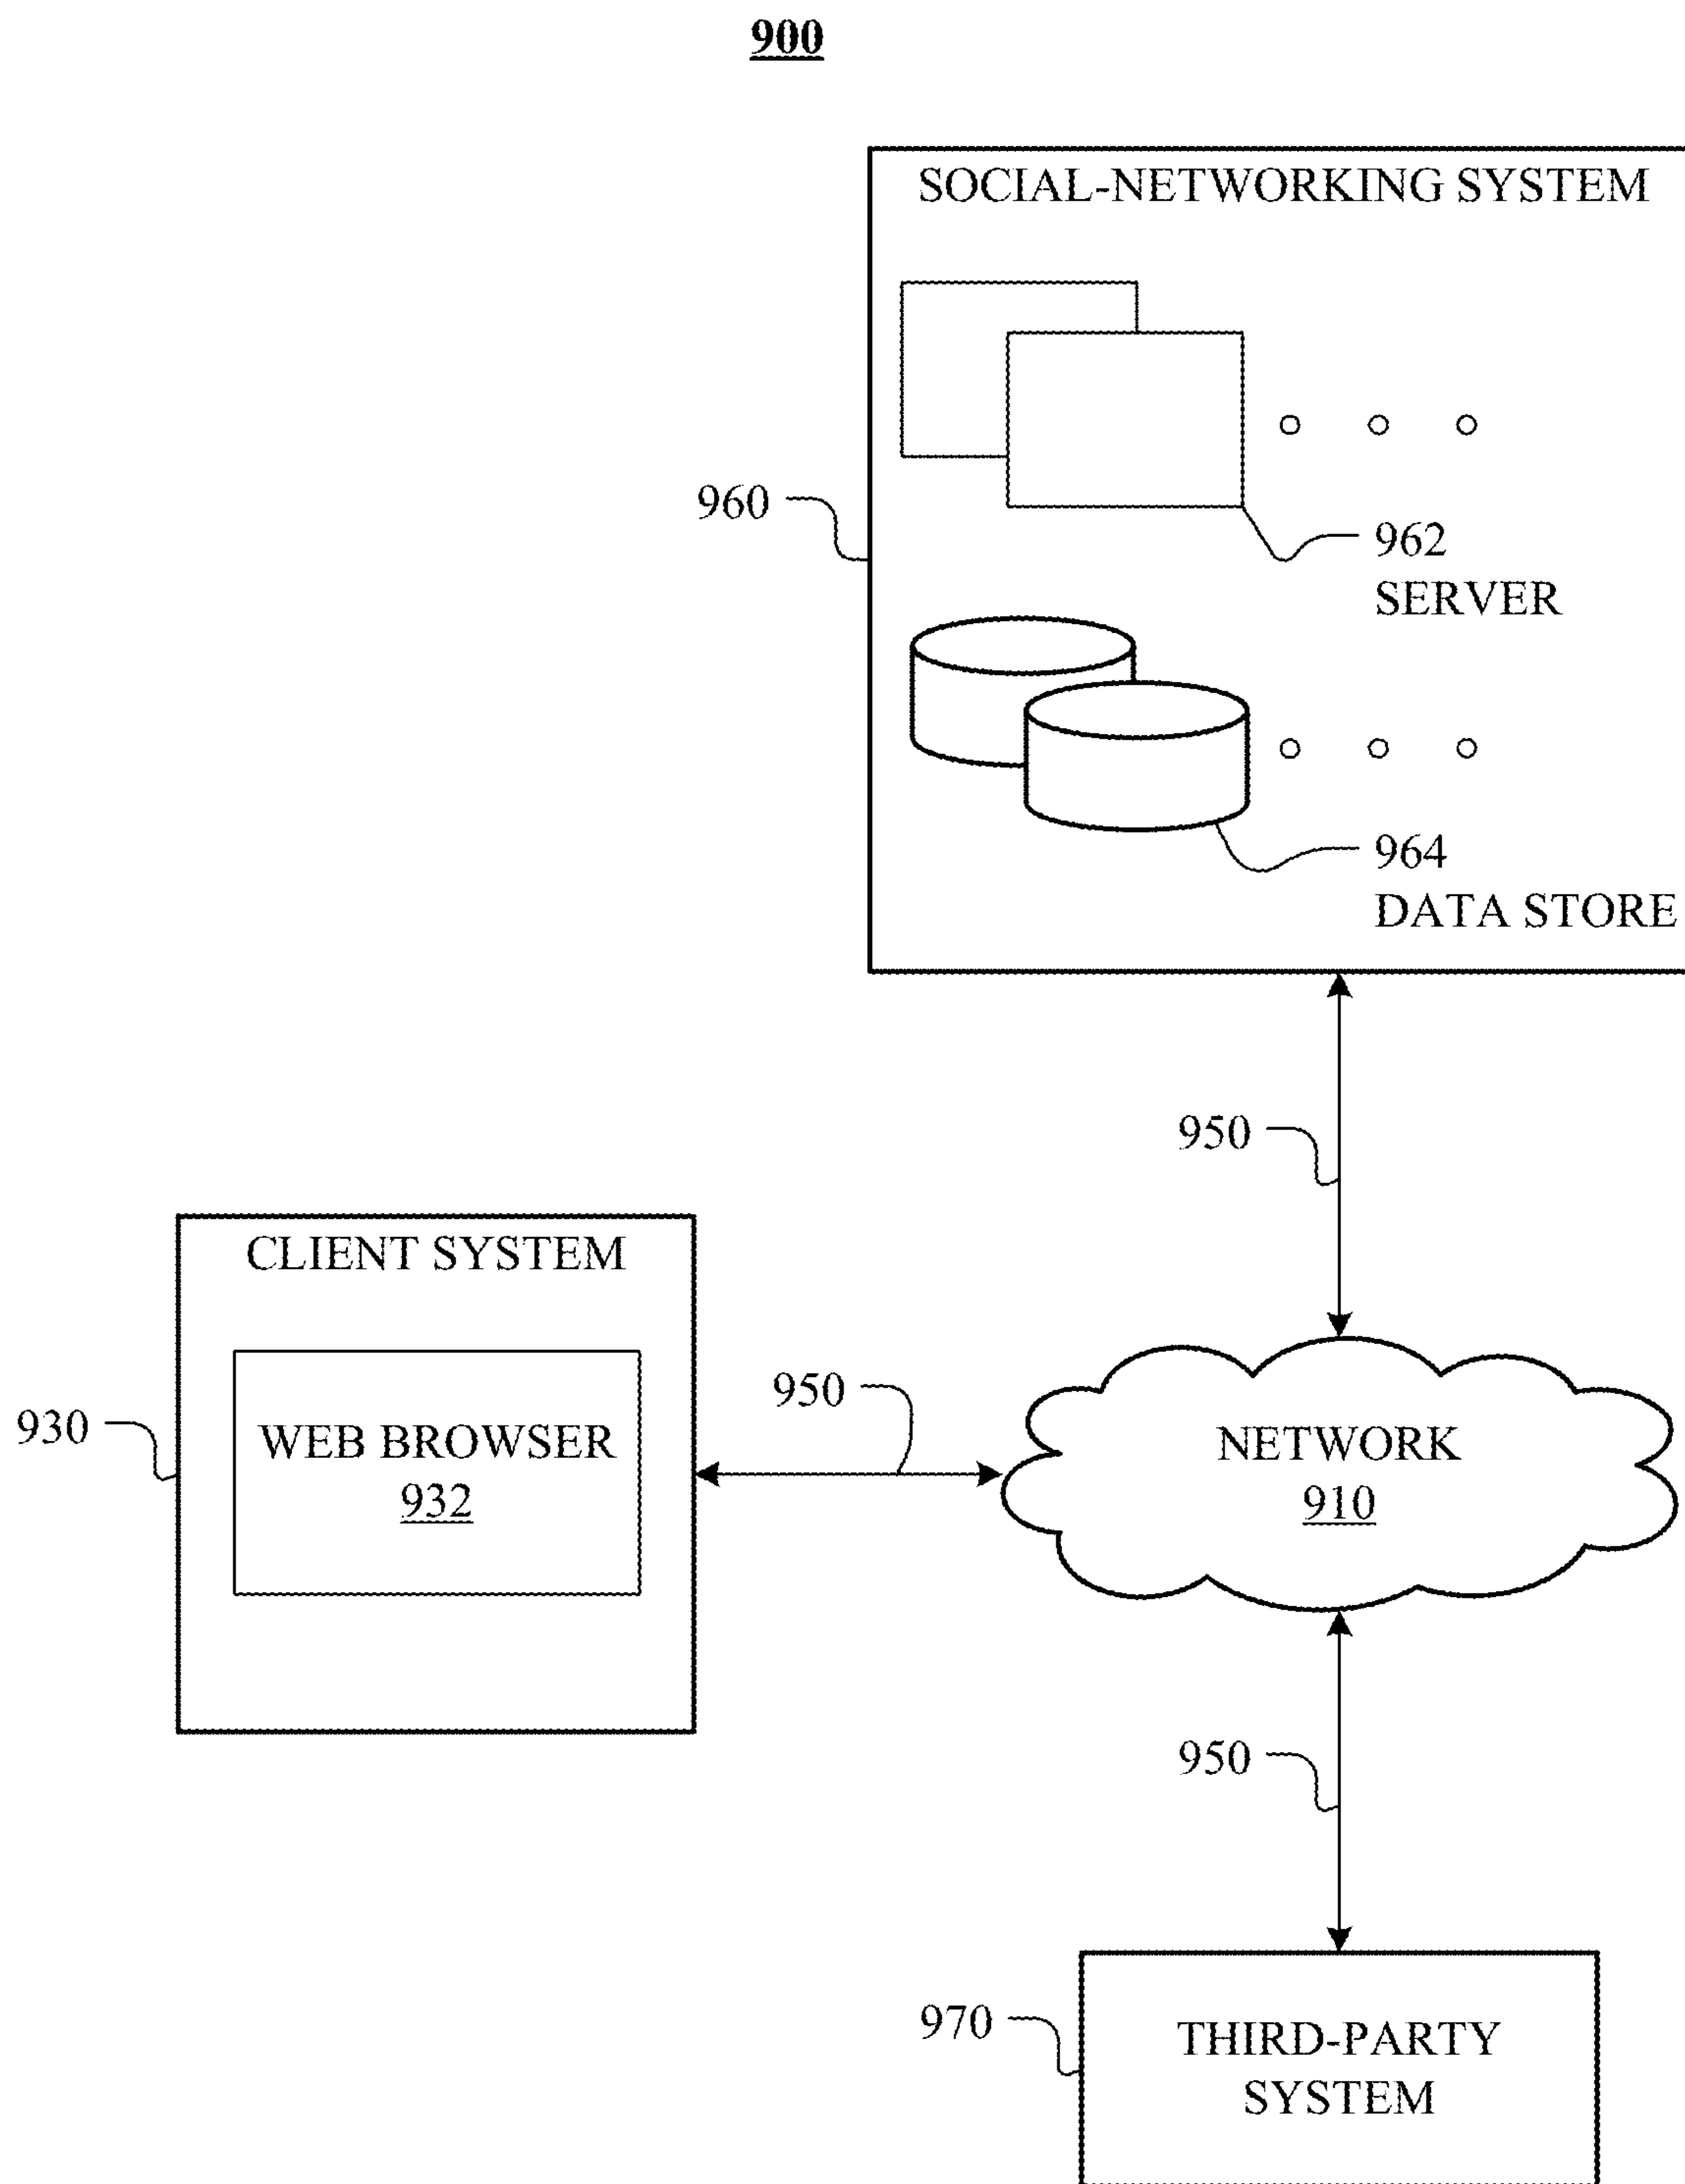 900
SOCIAL-NETWORKING SYSTEM
960
962
SERVER
964
DATA STORE
950
CLIENT SYSTEM
930
WEB BROWSER
932
950
NETWORK
910
950
970
THIRD-PARTY
SYSTEM